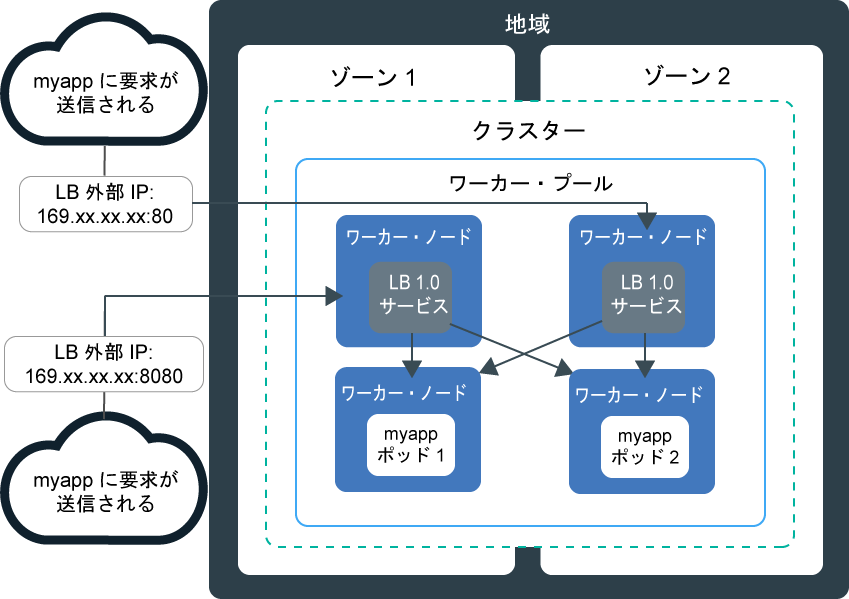 地域
ゾーン 1
ゾーン 2
クラスター
ワーカー・プール
myapp に要求が
送信される
LB 外部 IP:
169.xx.xx.xx:80
ワーカー・ノード
LB 1.0
サービス
ワーカー・ノード
LB 1.0
サービス
LB 外部 IP:
169.xx.xx.xx:8080
ワーカー・ノード
myapp
ポッド 1
ワーカー・ノード
myapp
ポッド 2
myapp に要求が
送信される